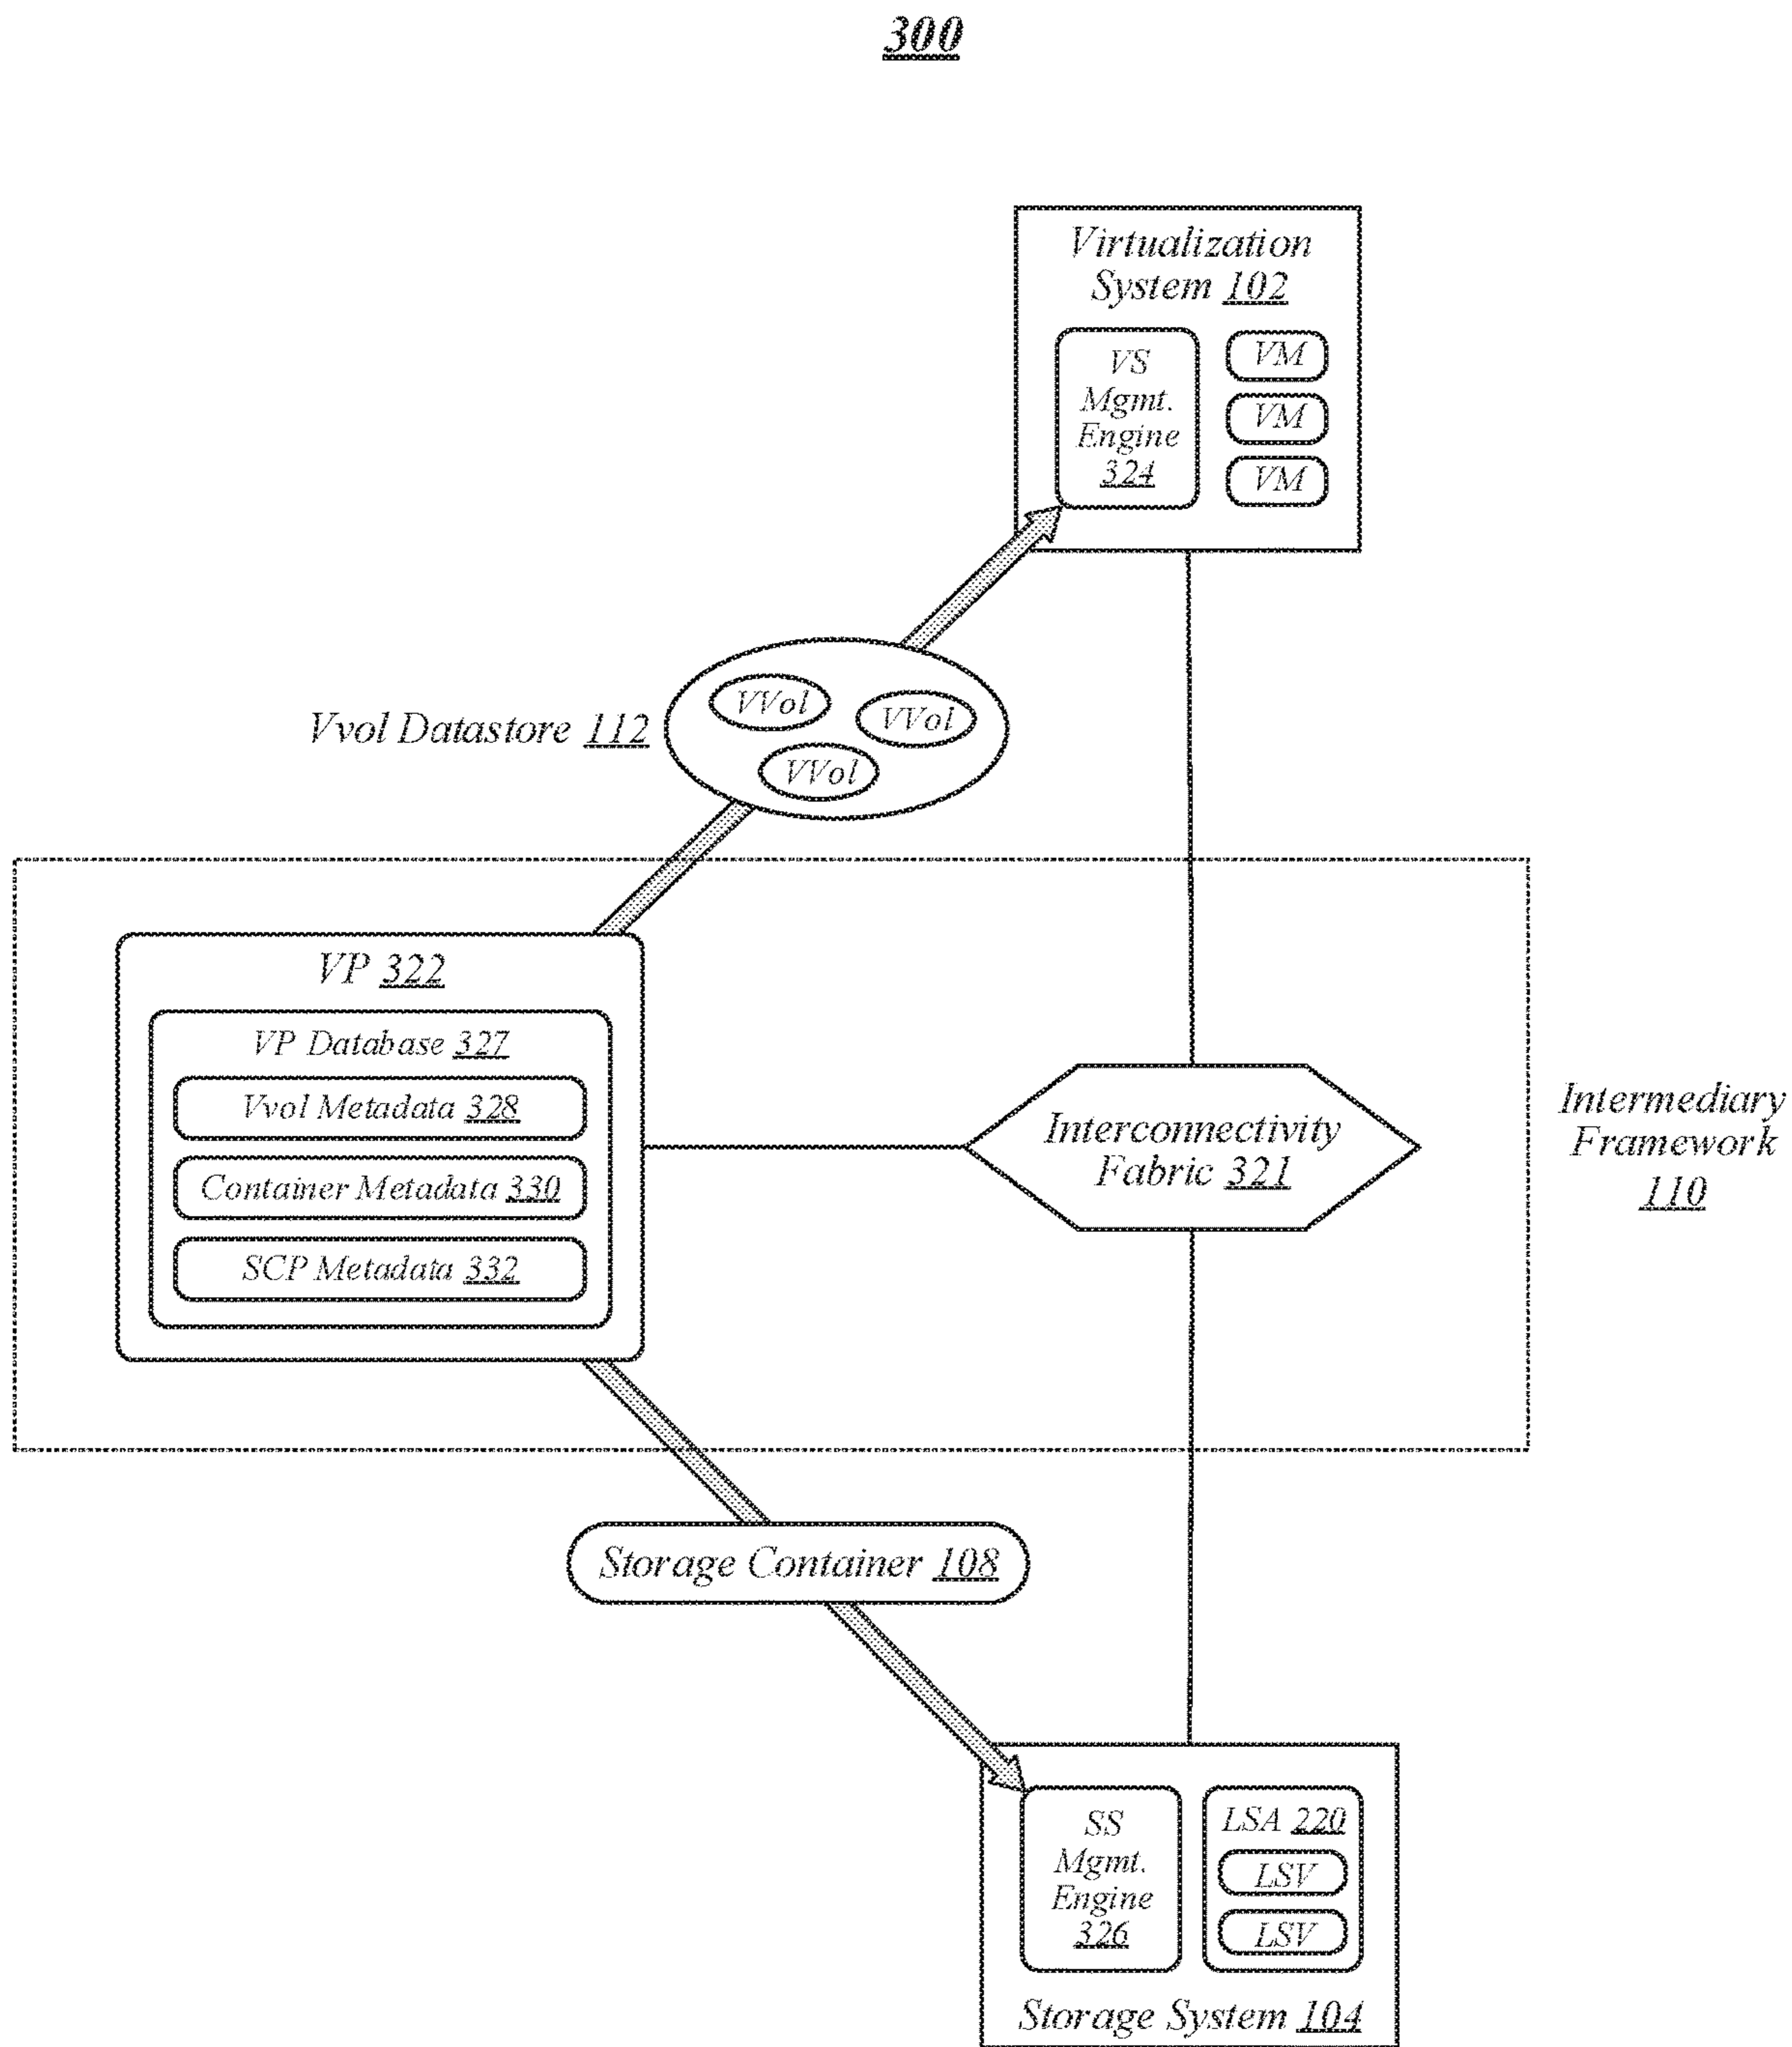 300
Virtualization
System 102
VS
Mgmt.
Engine
324
VM
VM
VM
Vvol Datastore 112
VVol
VVol
VVol
VP 322
VP Database 327
Vvol Metadata 328
Container Metadata 330
SCP Metadata 332
Interconnectivity
Fabric 321
Intermediary
Framework
110
Storage Container 108
SS
Mgmt.
Engine
326
LSA 220
LSV
LSV
Storage System 104